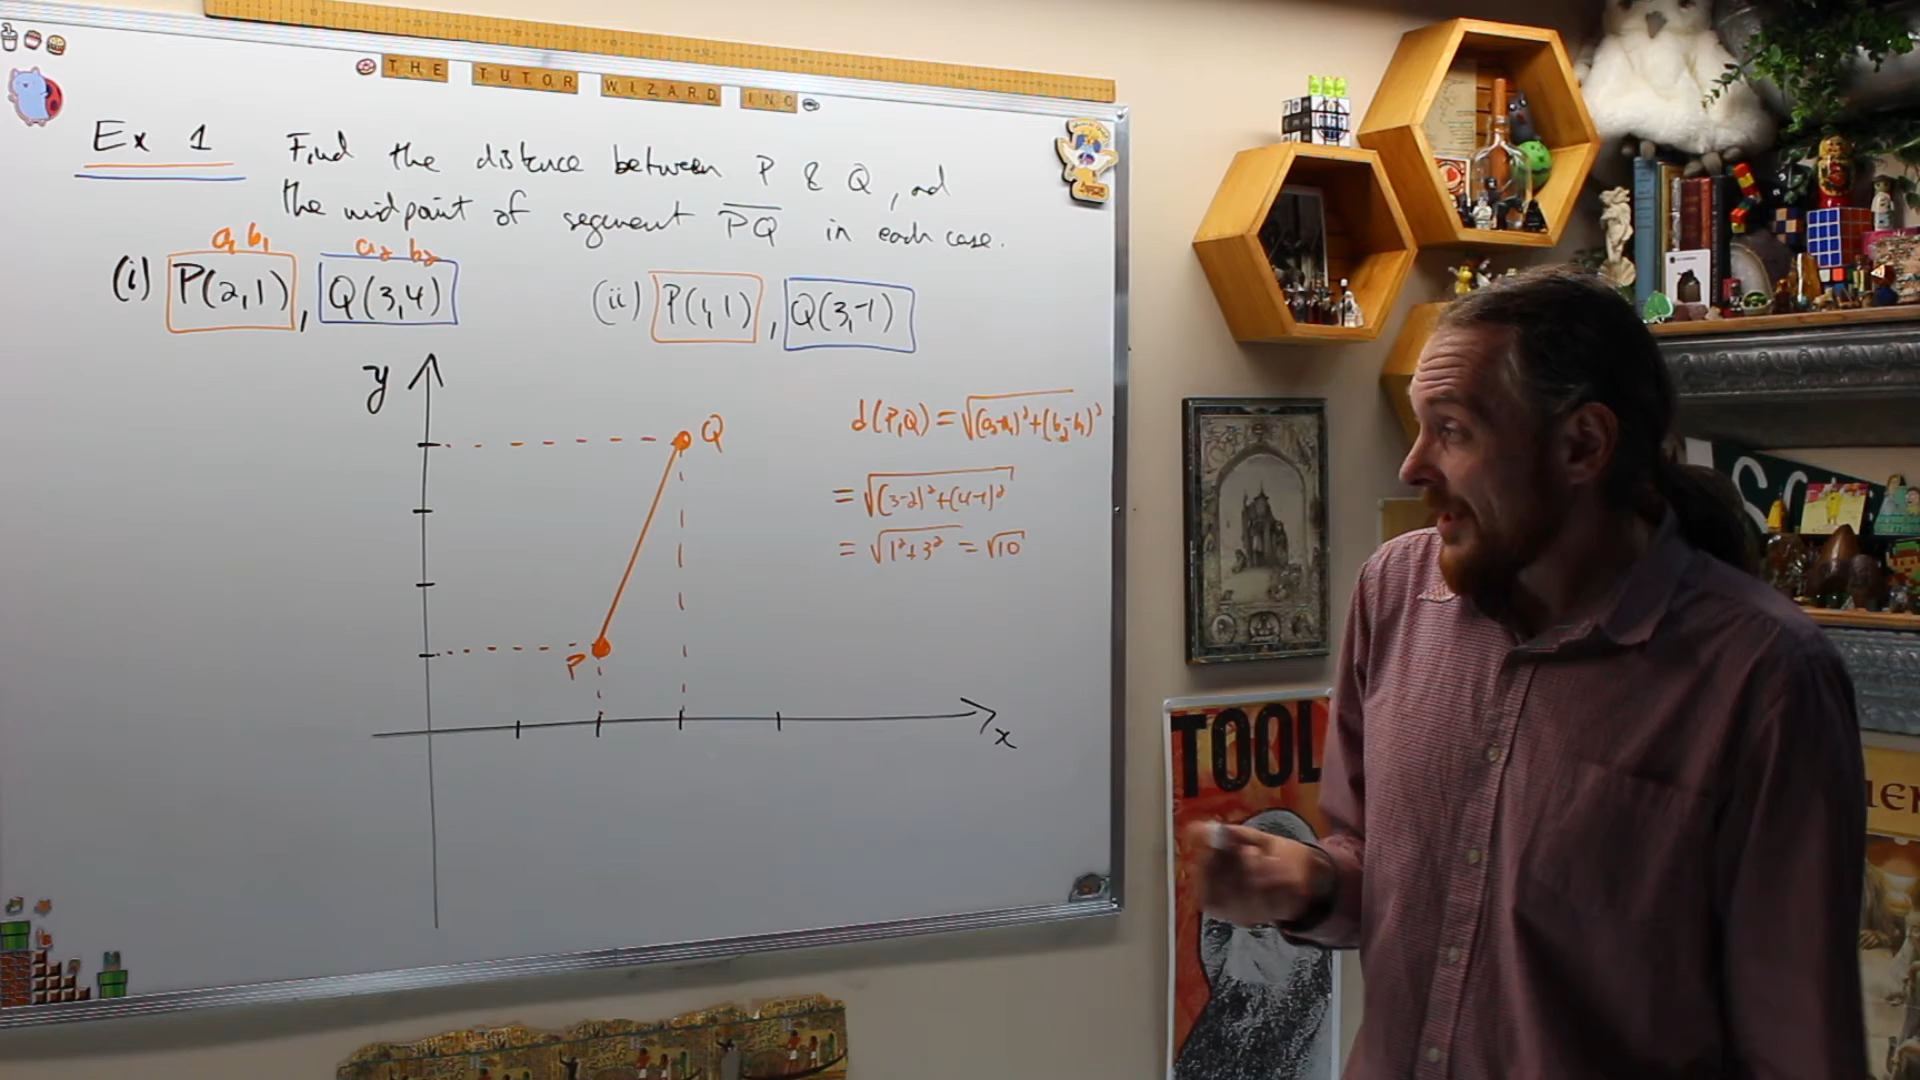 THE TUTOR WIZARD INC
Ex 1 Find the distance between P & Q, and
the midpoint of segment P̅Q̅ in each case.
a₁ b₁ a₂ b₂
(i) P(2,1), Q(3,4) (ii) P(1,1), Q(3,-1)
y
Q
P
x
d(P,Q) = √(a₂-a₁)²+(b₂-b₁)²
= √(3-2)²+(4-1)²
= √1²+3² = √10
TOOL